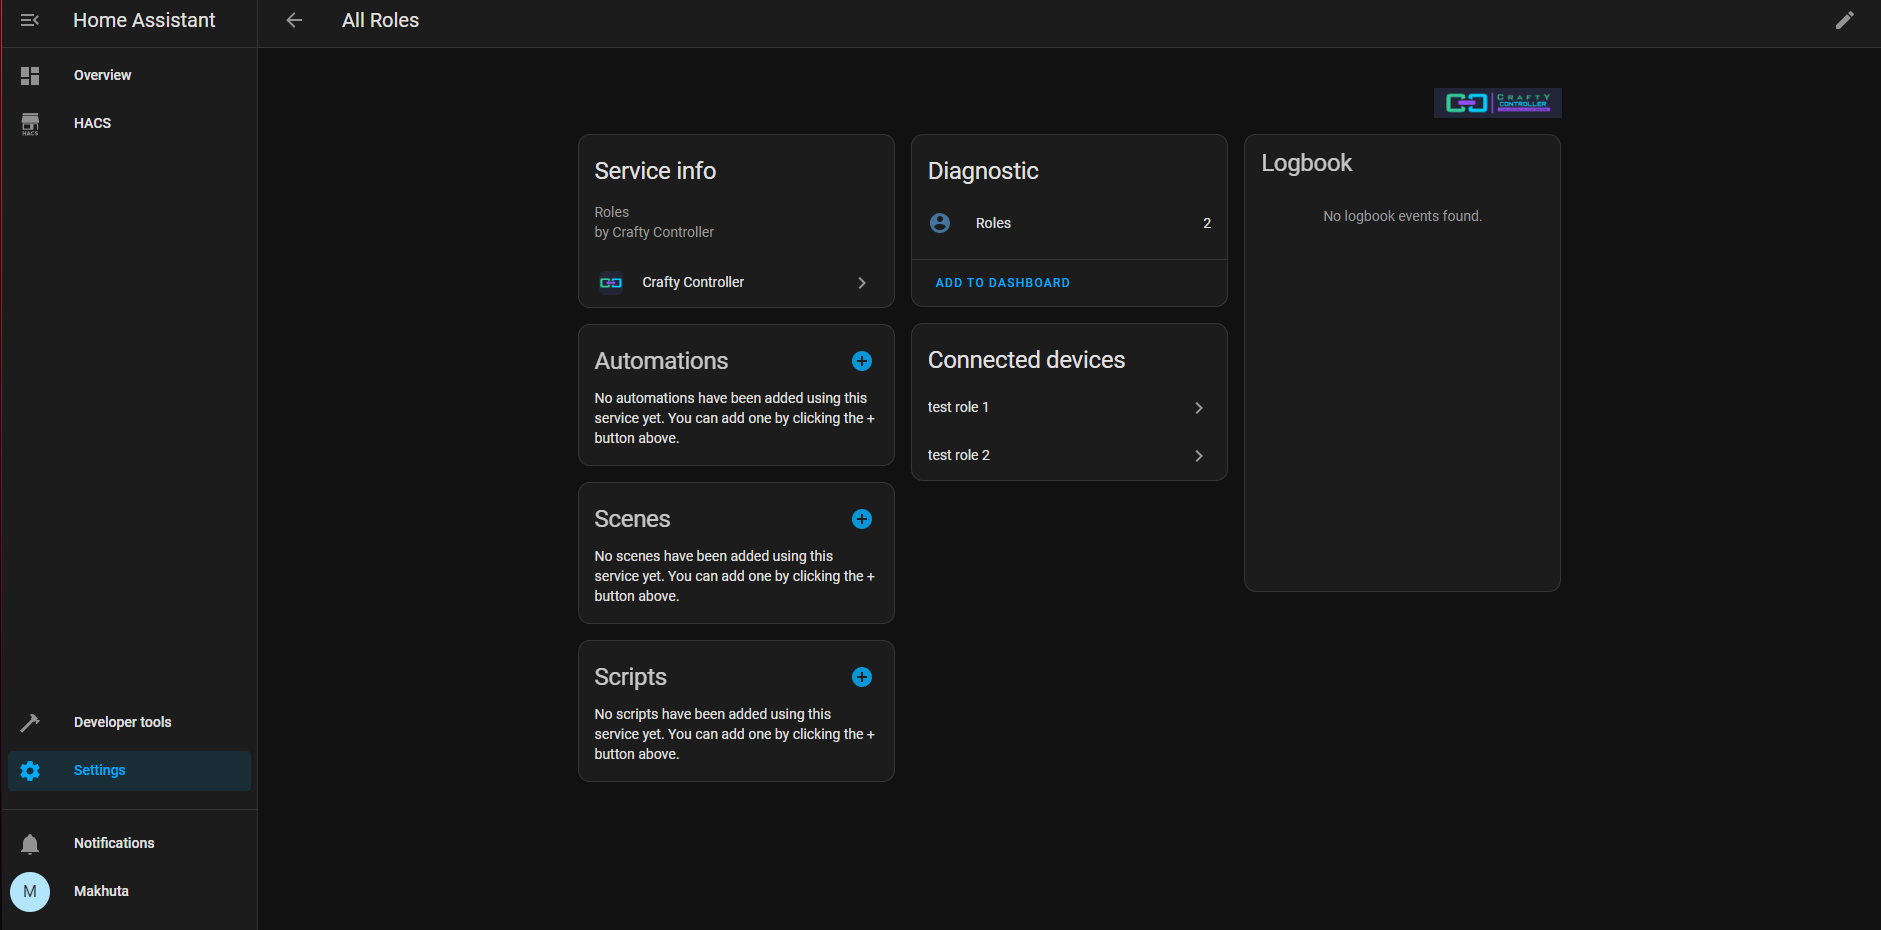 Home Assistant
All Roles
Overview
HACS
HACS
CRAFTY
CONTROLLER
Service info
Roles
by Crafty Controller
Crafty Controller
Diagnostic
Roles
2
ADD TO DASHBOARD
Logbook
No logbook events found.
Automations
No automations have been added using this
service yet. You can add one by clicking the +
button above.
Connected devices
test role 1
test role 2
Scenes
No scenes have been added using this
service yet. You can add one by clicking the +
button above.
Scripts
No scripts have been added using this
service yet. You can add one by clicking the +
button above.
Developer tools
Settings
Notifications
M
Makhuta